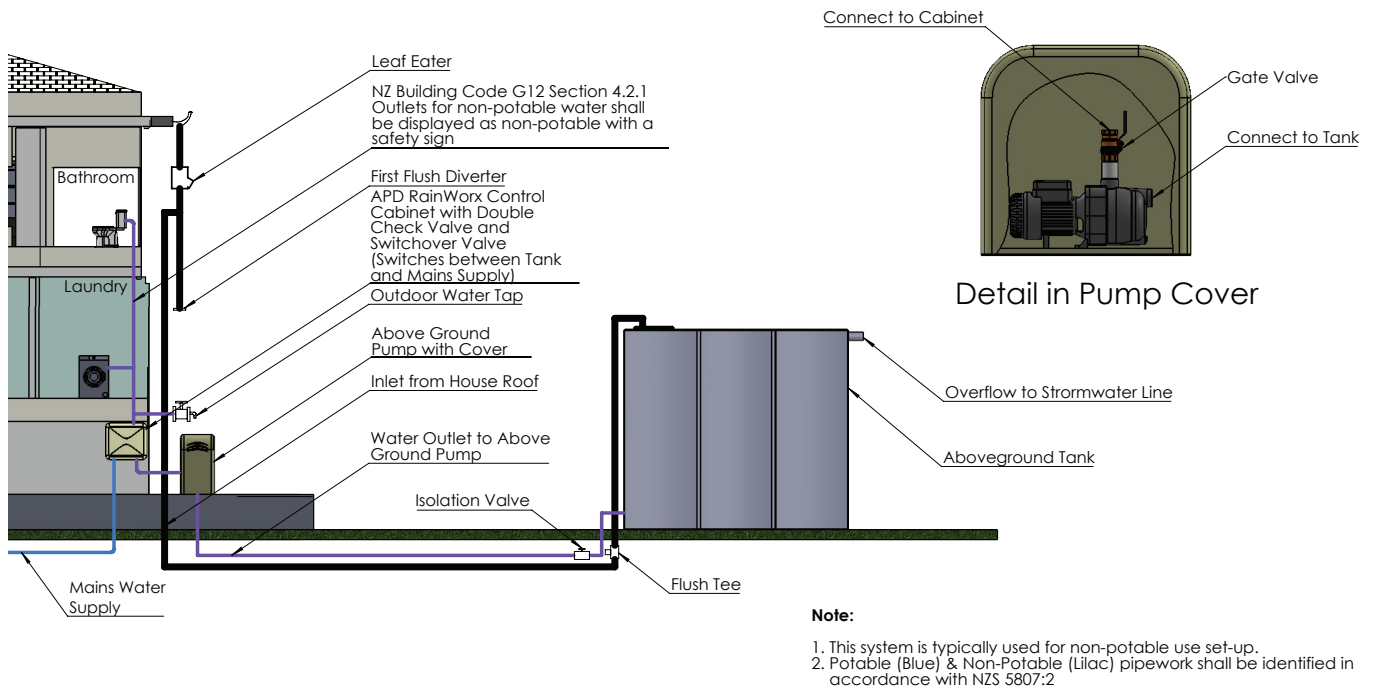 Leaf Eater
NZ Building Code G12 Section 4.2.1
Outlets for non-potable water shall
be displayed as non-potable with a
safety sign
Bathroom
First Flush Diverter
APD RainWorx Control
Cabinet with Double
Check Valve and
Switchover Valve
(Switches between Tank
and Mains Supply)
Laundry
Outdoor Water Tap
Above Ground
Pump with Cover
Inlet from House Roof
Water Outlet to Above
Ground Pump
Isolation Valve
Mains Water
Supply
Flush Tee
Connect to Cabinet
Gate Valve
Connect to Tank
Detail in Pump Cover
Overflow to Strormwater Line
Aboveground Tank
Note:
1. This system is typically used for non-potable use set-up.
2. Potable (Blue) & Non-Potable (Lilac) pipework shall be identified in
accordance with NZS 5807:2